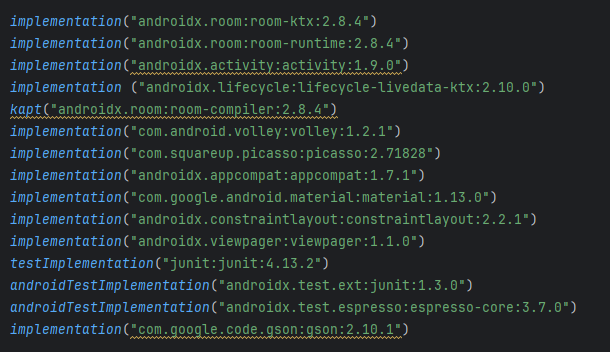 implementation("androidx.room:room-ktx:2.8.4")
implementation("androidx.room:room-runtime:2.8.4")
implementation("androidx.activity:activity:1.9.0")
implementation ("androidx.lifecycle:lifecycle-livedata-ktx:2.10.0")
kapt("androidx.room:room-compiler:2.8.4")
implementation("com.android.volley:volley:1.2.1")
implementation("com.squareup.picasso:picasso:2.71828")
implementation("androidx.appcompat:appcompat:1.7.1")
implementation("com.google.android.material:material:1.13.0")
implementation("androidx.constraintlayout:constraintlayout:2.2.1")
implementation("androidx.viewpager:viewpager:1.1.0")
testImplementation("junit:junit:4.13.2")
androidTestImplementation("androidx.test.ext:junit:1.3.0")
androidTestImplementation("androidx.test.espresso:espresso-core:3.7.0")
implementation("com.google.code.gson:gson:2.10.1")